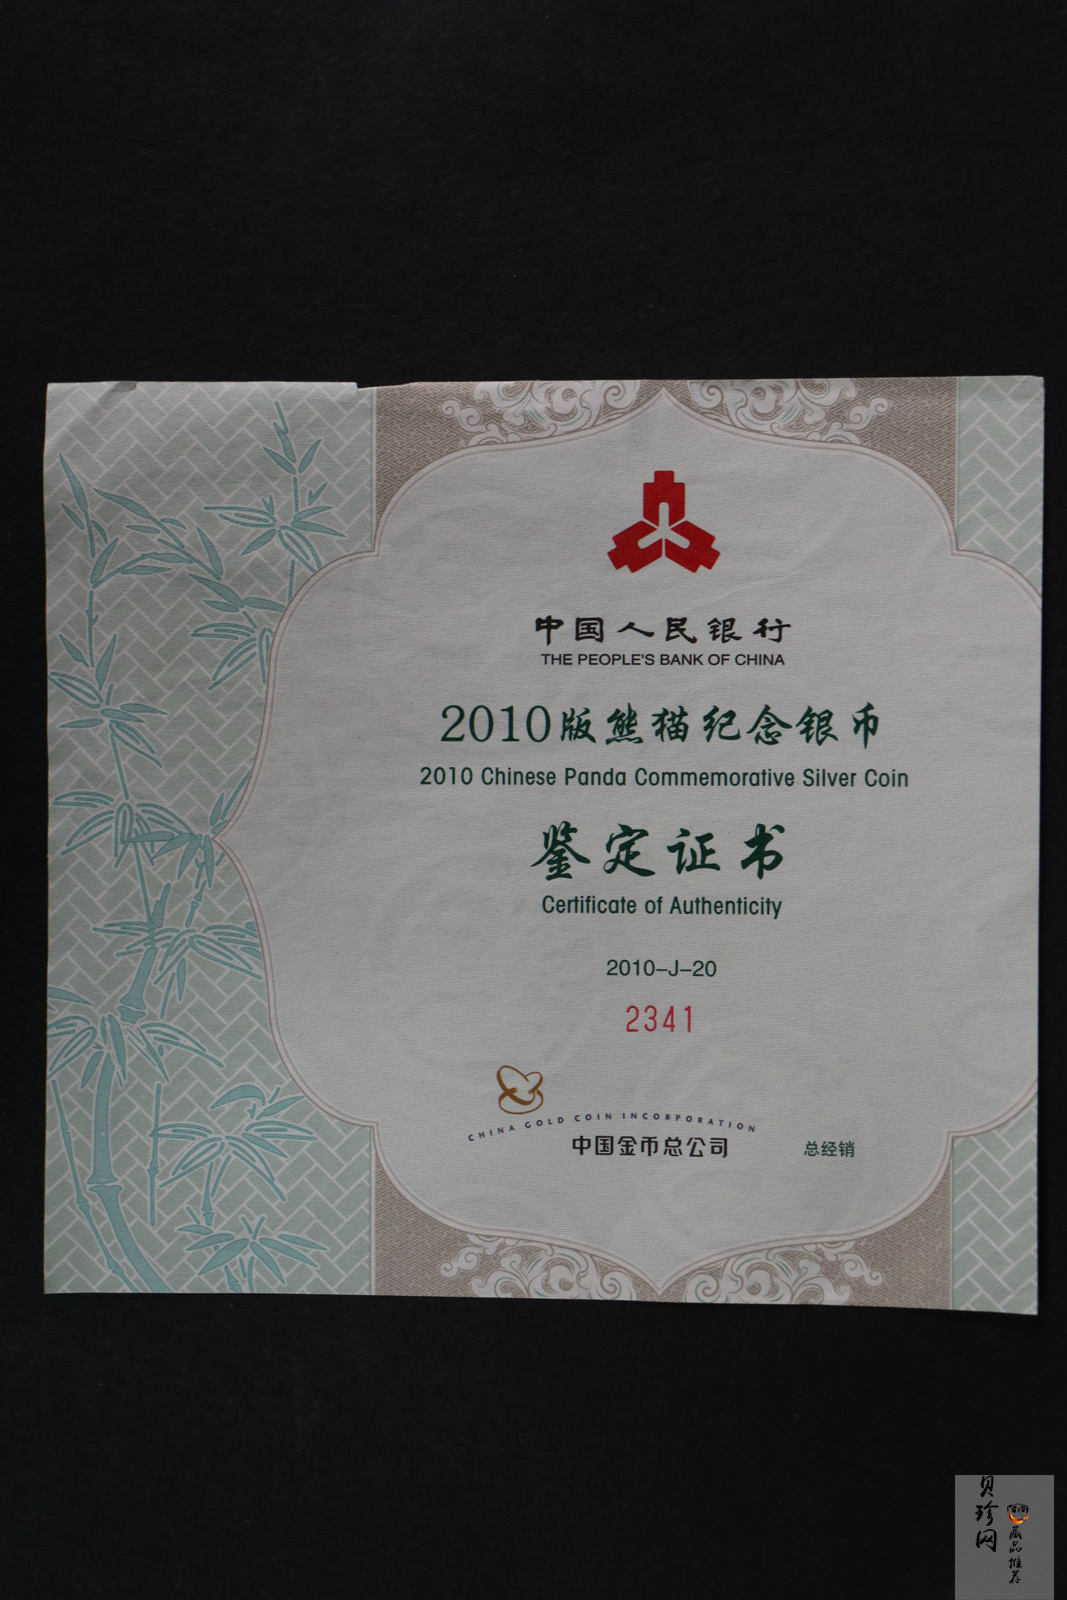 中国人民银行
THE PEOPLE'S BANK OF CHINA
2010版熊猫纪念银币
2010 Chinese Panda Commemorative Silver Coin
鉴定证书
Certificate of Authenticity
2010-J-20
2341
CHINA GOLD COIN INCORPORATION
中国金币总公司 总经销
贝珍网
藏品推荐